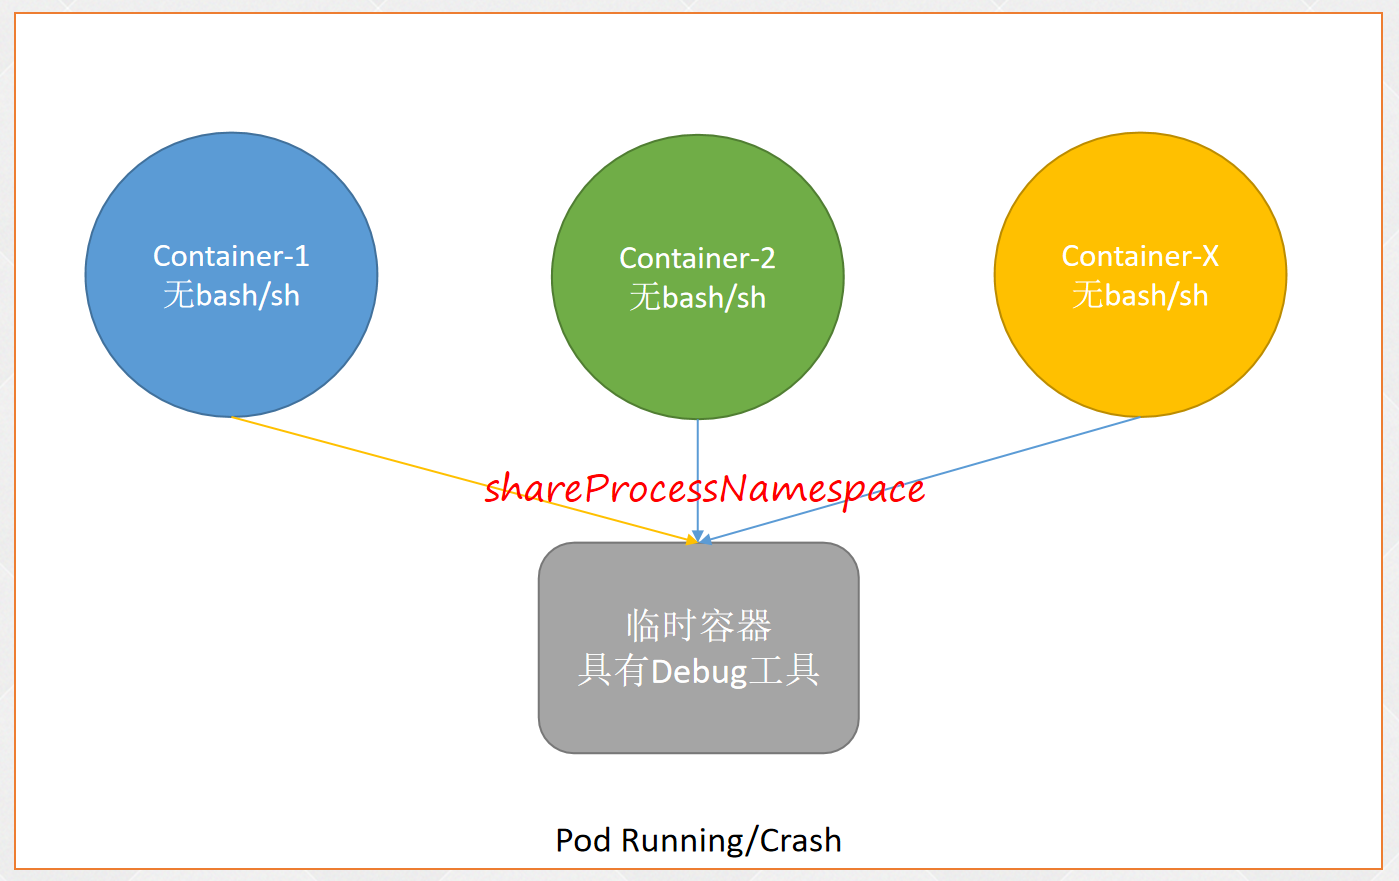 Container-1
无bash/sh
Container-2
无bash/sh
Container-X
无bash/sh
shareProcessNamespace
临时容器
具有Debug工具
Pod Running/Crash